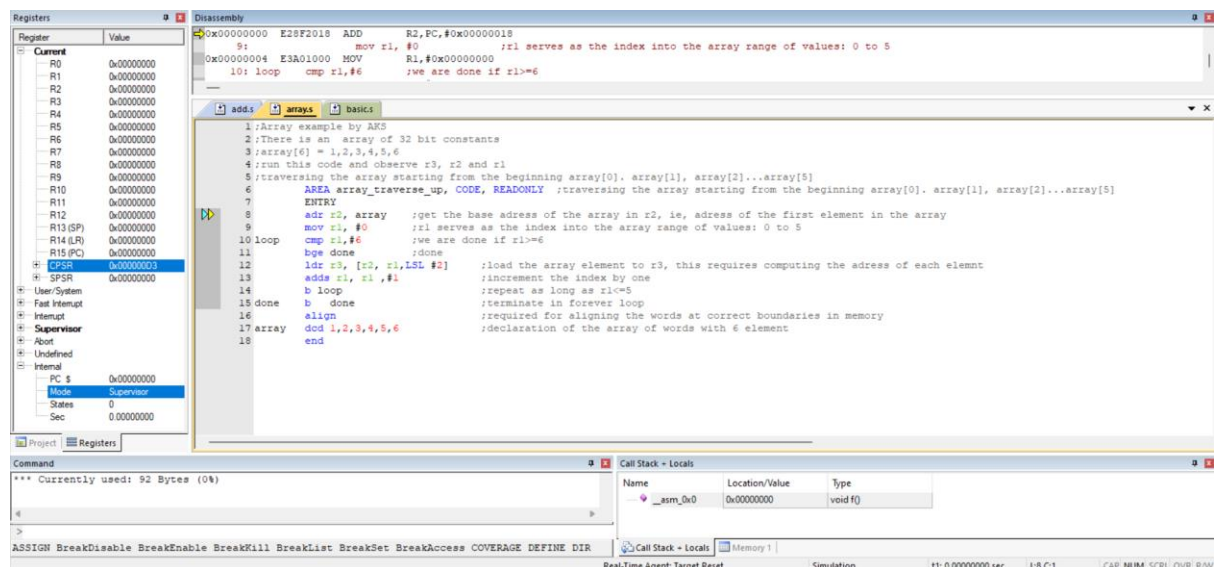 Registers
Register Value
Current
R0 0x00000000
R1 0x00000000
R2 0x00000000
R3 0x00000000
R4 0x00000000
R5 0x00000000
R6 0x00000000
R7 0x00000000
R8 0x00000000
R9 0x00000000
R10 0x00000000
R11 0x00000000
R12 0x00000000
R13 (SP) 0x00000000
R14 (LR) 0x00000000
R15 (PC) 0x00000000
CPSR 0x000000D3
SPSR 0x00000000
User/System
Fast Interrupt
Interrupt
Supervisor
Abort
Undefined
Internal
PC $ 0x00000000
Mode Supervisor
States 0
Sec 0.00000000
Project Registers
Disassembly
0x00000000 E28F2018 ADD R2,PC,#0x00000018
9: mov r1, #0 ;r1 serves as the index into the array range of values: 0 to 5
0x00000004 E3A01000 MOV R1,#0x00000000
10: loop cmp r1,#6 ;we are done if r1>=6
add.s array.s basic.s
1 ;Array example by AKS
2 ;There is an array of 32 bit constants
3 ;array[6] = 1,2,3,4,5,6
4 ;run this code and observe r3, r2 and r1
5 ;traversing the array starting from the beginning array[0]. array[1], array[2]...array[5]
6 AREA array_traverse_up, CODE, READONLY ;traversing the array starting from the beginning array[0]. array[1], array[2]...array[5]
7 ENTRY
8 adr r2, array ;get the base adress of the array in r2, ie, adress of the first element in the array
9 mov r1, #0 ;r1 serves as the index into the array range of values: 0 to 5
10 loop cmp r1,#6 ;we are done if r1>=6
11 bge done ;done
12 ldr r3, [r2, r1,LSL #2] ;load the array element to r3, this requires computing the adress of each elemnt
13 adds r1, r1 ,#1 ;increment the index by one
14 b loop ;repeat as long as r1<=5
15 done b done ;terminate in forever loop
16 align ;required for aligning the words at correct boundaries in memory
17 array dcd 1,2,3,4,5,6 ;declaration of the array of words with 6 element
18 end
Command
*** Currently used: 92 Bytes (0%)
>
ASSIGN BreakDisable BreakEnable BreakKill BreakList BreakSet BreakAccess COVERAGE DEFINE DIR
Call Stack + Locals
Name Location/Value Type
__asm_0x0 0x00000000 void f()
Call Stack + Locals Memory 1
Real-Time Agent: Target Reset Simulation t1: 0.00000000 sec L:8 C:1 CAP NUM SCRL OVR R/W